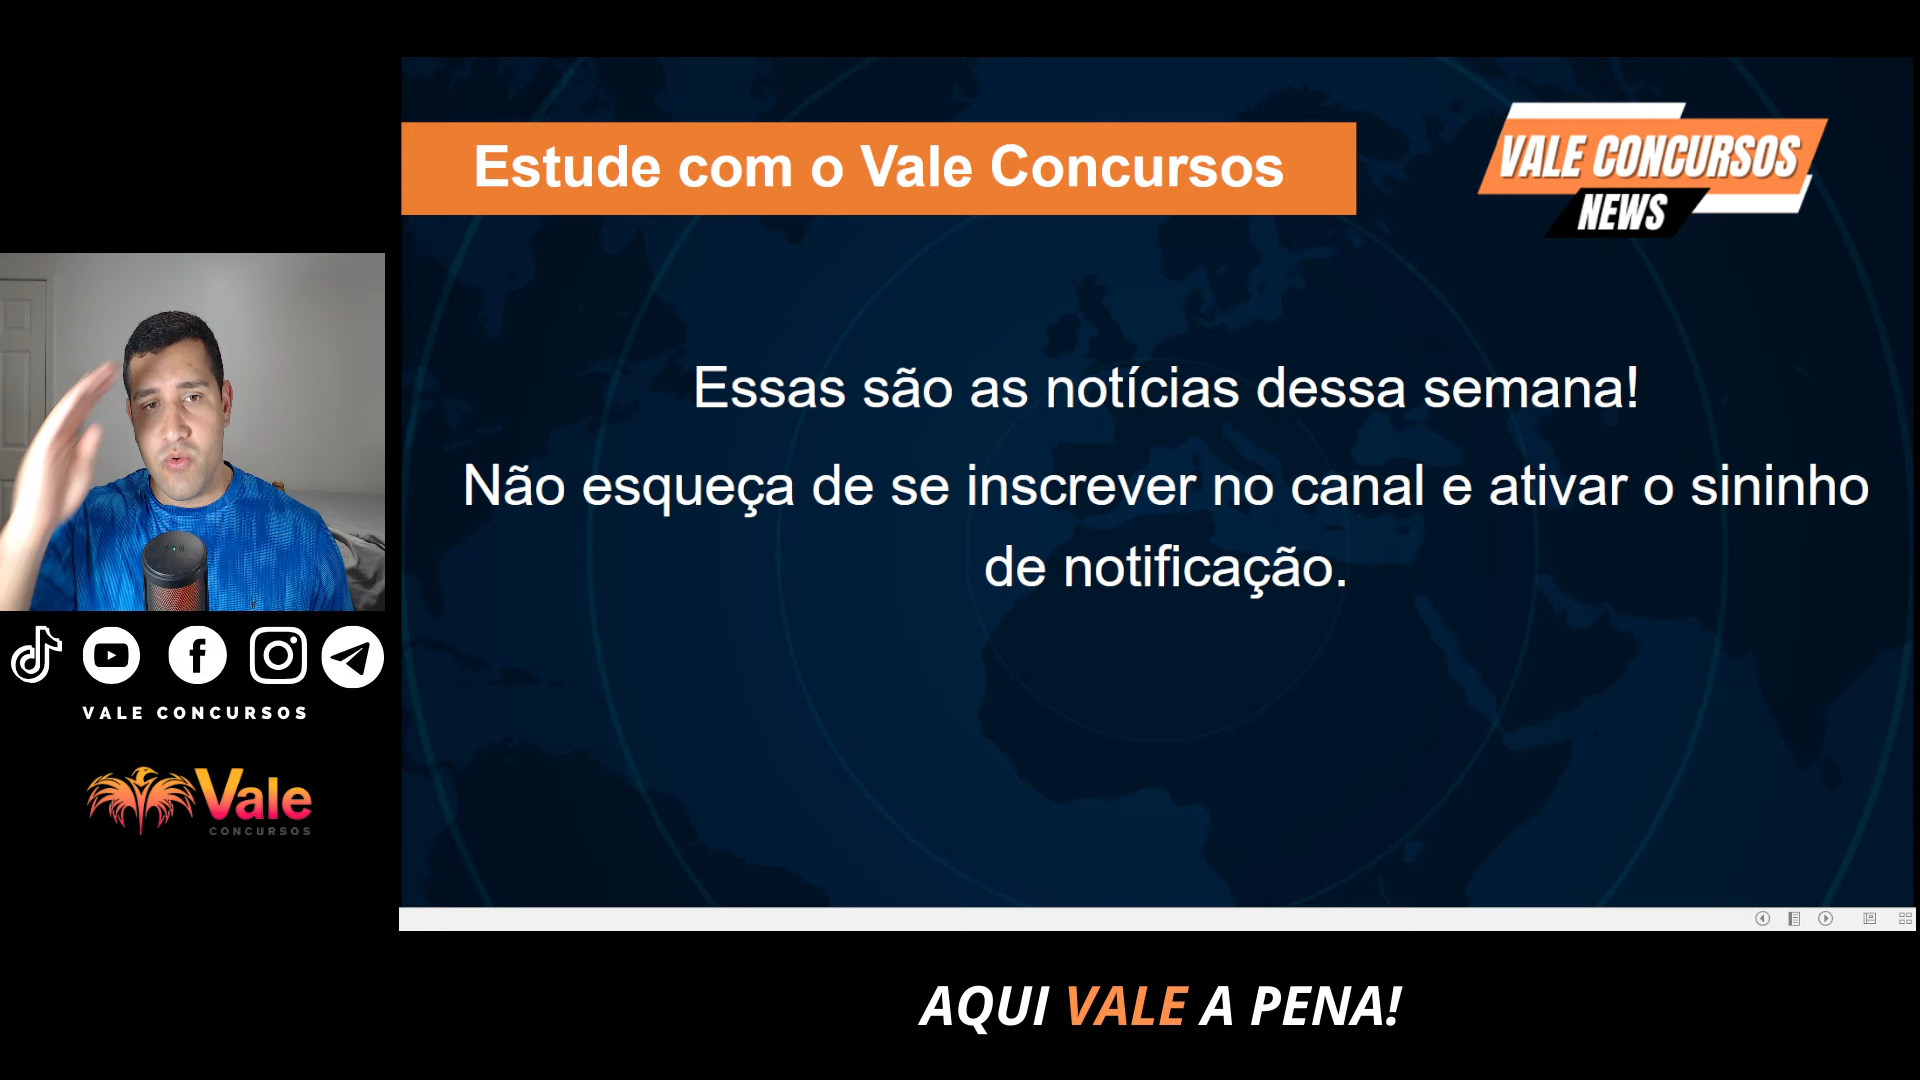 Estude com o Vale Concursos
VALE CONCURSOS
NEWS
Essas são as notícias dessa semana!
Não esqueça de se inscrever no canal e ativar o sininho
de notificação.
VALE CONCURSOS
Vale
CONCURSOS
AQUI VALE A PENA!